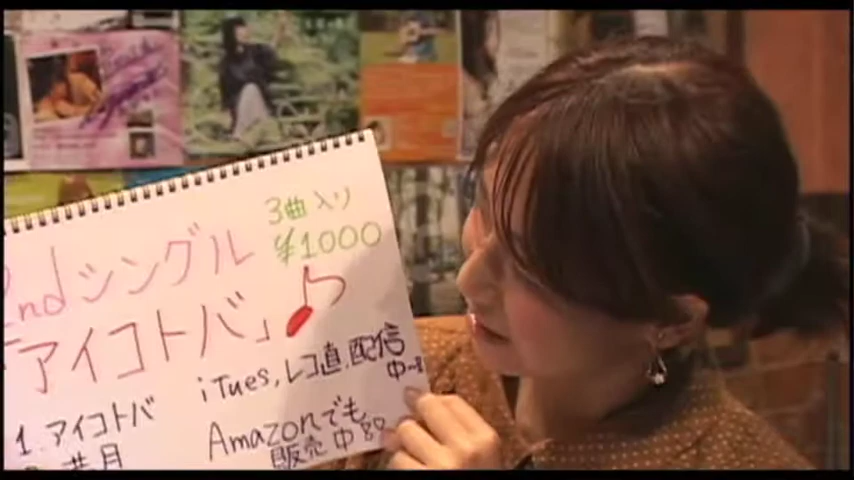 2nd シングル
3曲入り
¥1000
「アイコトバ」
1.アイコトバ
iTues, レコ直, 配信中
Amazonでも
販売中